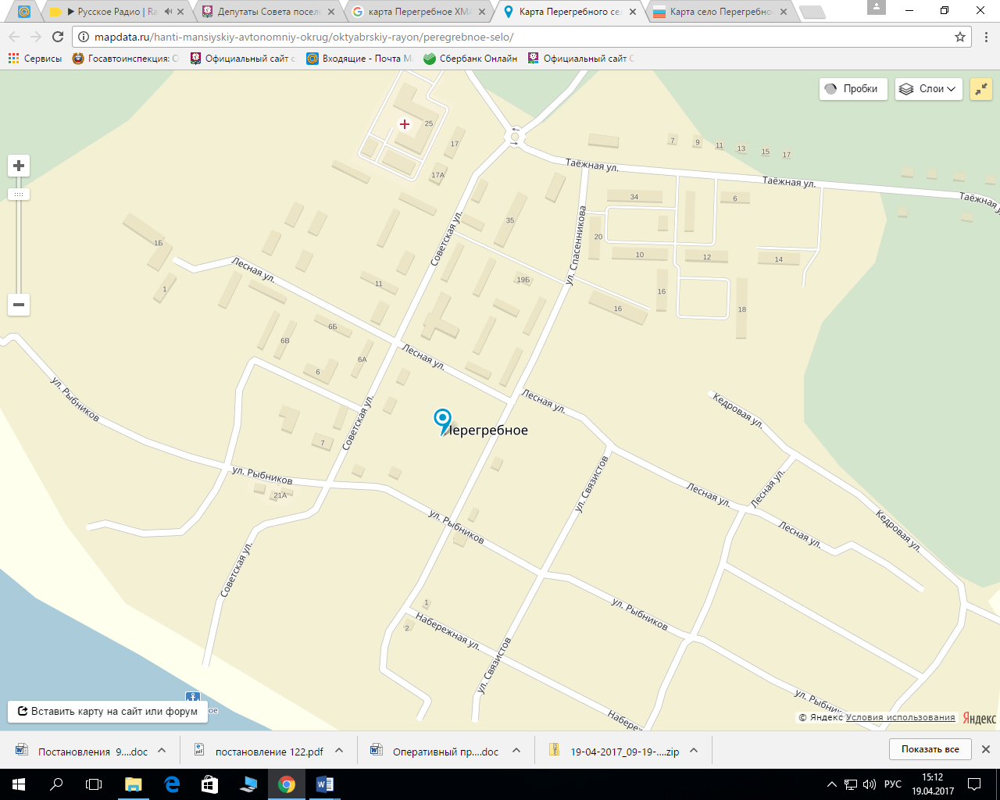 Русское Радио | Ra
Депутаты Совета посел
карта Перегребное ХМА
Карта Перегребного се
Карта село Перегребно
mapdata.ru/hanti-mansiyskiy-avtonomniy-okrug/oktyabrskiy-rayon/peregrebnoe-selo/
Сервисы
Госавтоинспекция: О
Официальный сайт с
Входящие - Почта M
Сбербанк Онлайн
Официальный сайт С
Пробки
Слои
25
17
17А
7
9
11
13
15
17
Таёжная ул.
Таёжная ул.
Таёжная ул.
34
6
35
20
10
12
14
1Б
Советская ул.
ул. Спасенникова
Лесная ул.
1
11
19Б
16
16
18
6Б
6В
6А
6
Лесная ул.
ул. Рыбников
Советская ул.
Лесная ул.
Кедровая ул.
Перегребное
7
ул. Рыбников
21А
ул. Связистов
Лесная ул.
Лесная ул.
ул. Рыбников
Лесная ул.
Кедровая ул.
Советская ул.
1
2
ул. Рыбников
Набережная ул.
ул. Связистов
ул. Рыбников
Набереж
Вставить карту на сайт или форум
ное
© Яндекс Условия использования
Яндекс
Постановления 9....doc
постановление 122.pdf
Оперативный пр....doc
19-04-2017_09-19-....zip
Показать все
РУС
15:12
19.04.2017